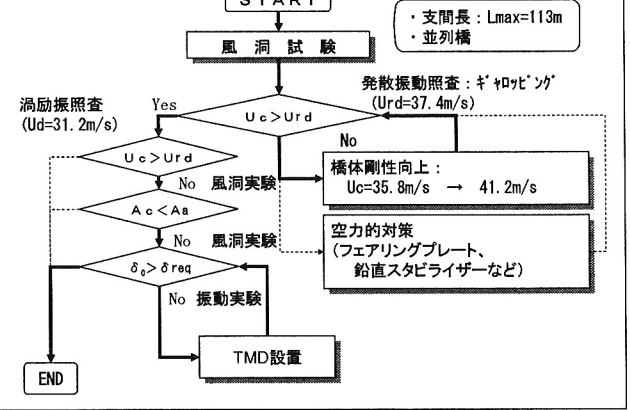 START
・支間長：Lmax=113m
・並列橋
風 洞 試 験
発散振動照査：ｷﾞｬﾛｯﾋﾟﾝｸﾞ
(Urd=37.4m/s)
渦励振照査
(Ud=31.2m/s)
Yes
Ｕc＞Ｕrd
No
橋体剛性向上：
Uc=35.8m/s → 41.2m/s
Ｕc＞Ｕrd
No 風洞実験
Ａc＜Ａa
空力的対策
(フェアリングプレート、
鉛直スタビライザーなど)
No 風洞実験
δ₀＞δreq
No 振動実験
TMD設置
END